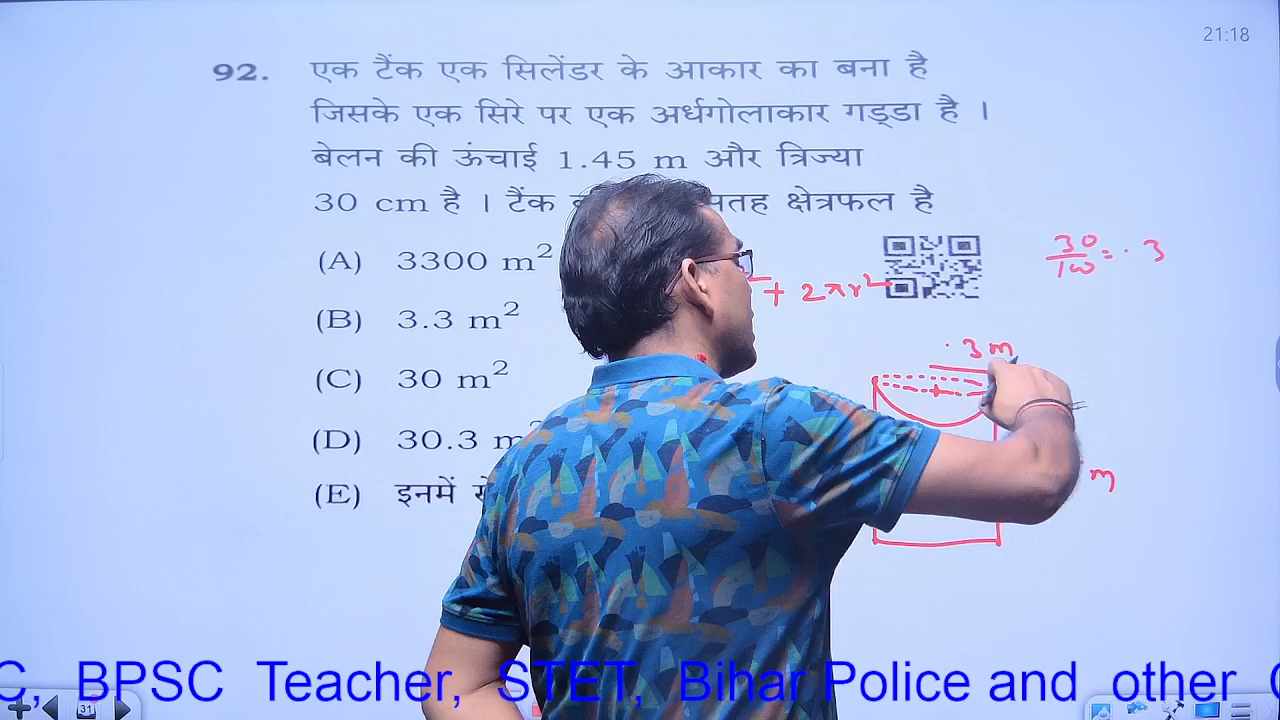 21:18
92. एक टैंक एक सिलेंडर के आकार का बना है
जिसके एक सिरे पर एक अर्धगोलाकार गड्डा है ।
बेलन की ऊंचाई 1.45 m और त्रिज्या
30 cm है । टैंक सतह क्षेत्रफल है
(A) 3300 m²
(B) 3.3 m²
(C) 30 m²
(D) 30.3 m
(E) इनमें
+ 2πr²
30/100 = .3
.3 m
r
m
C, BPSC Teacher, STET, Bihar Police and other
31